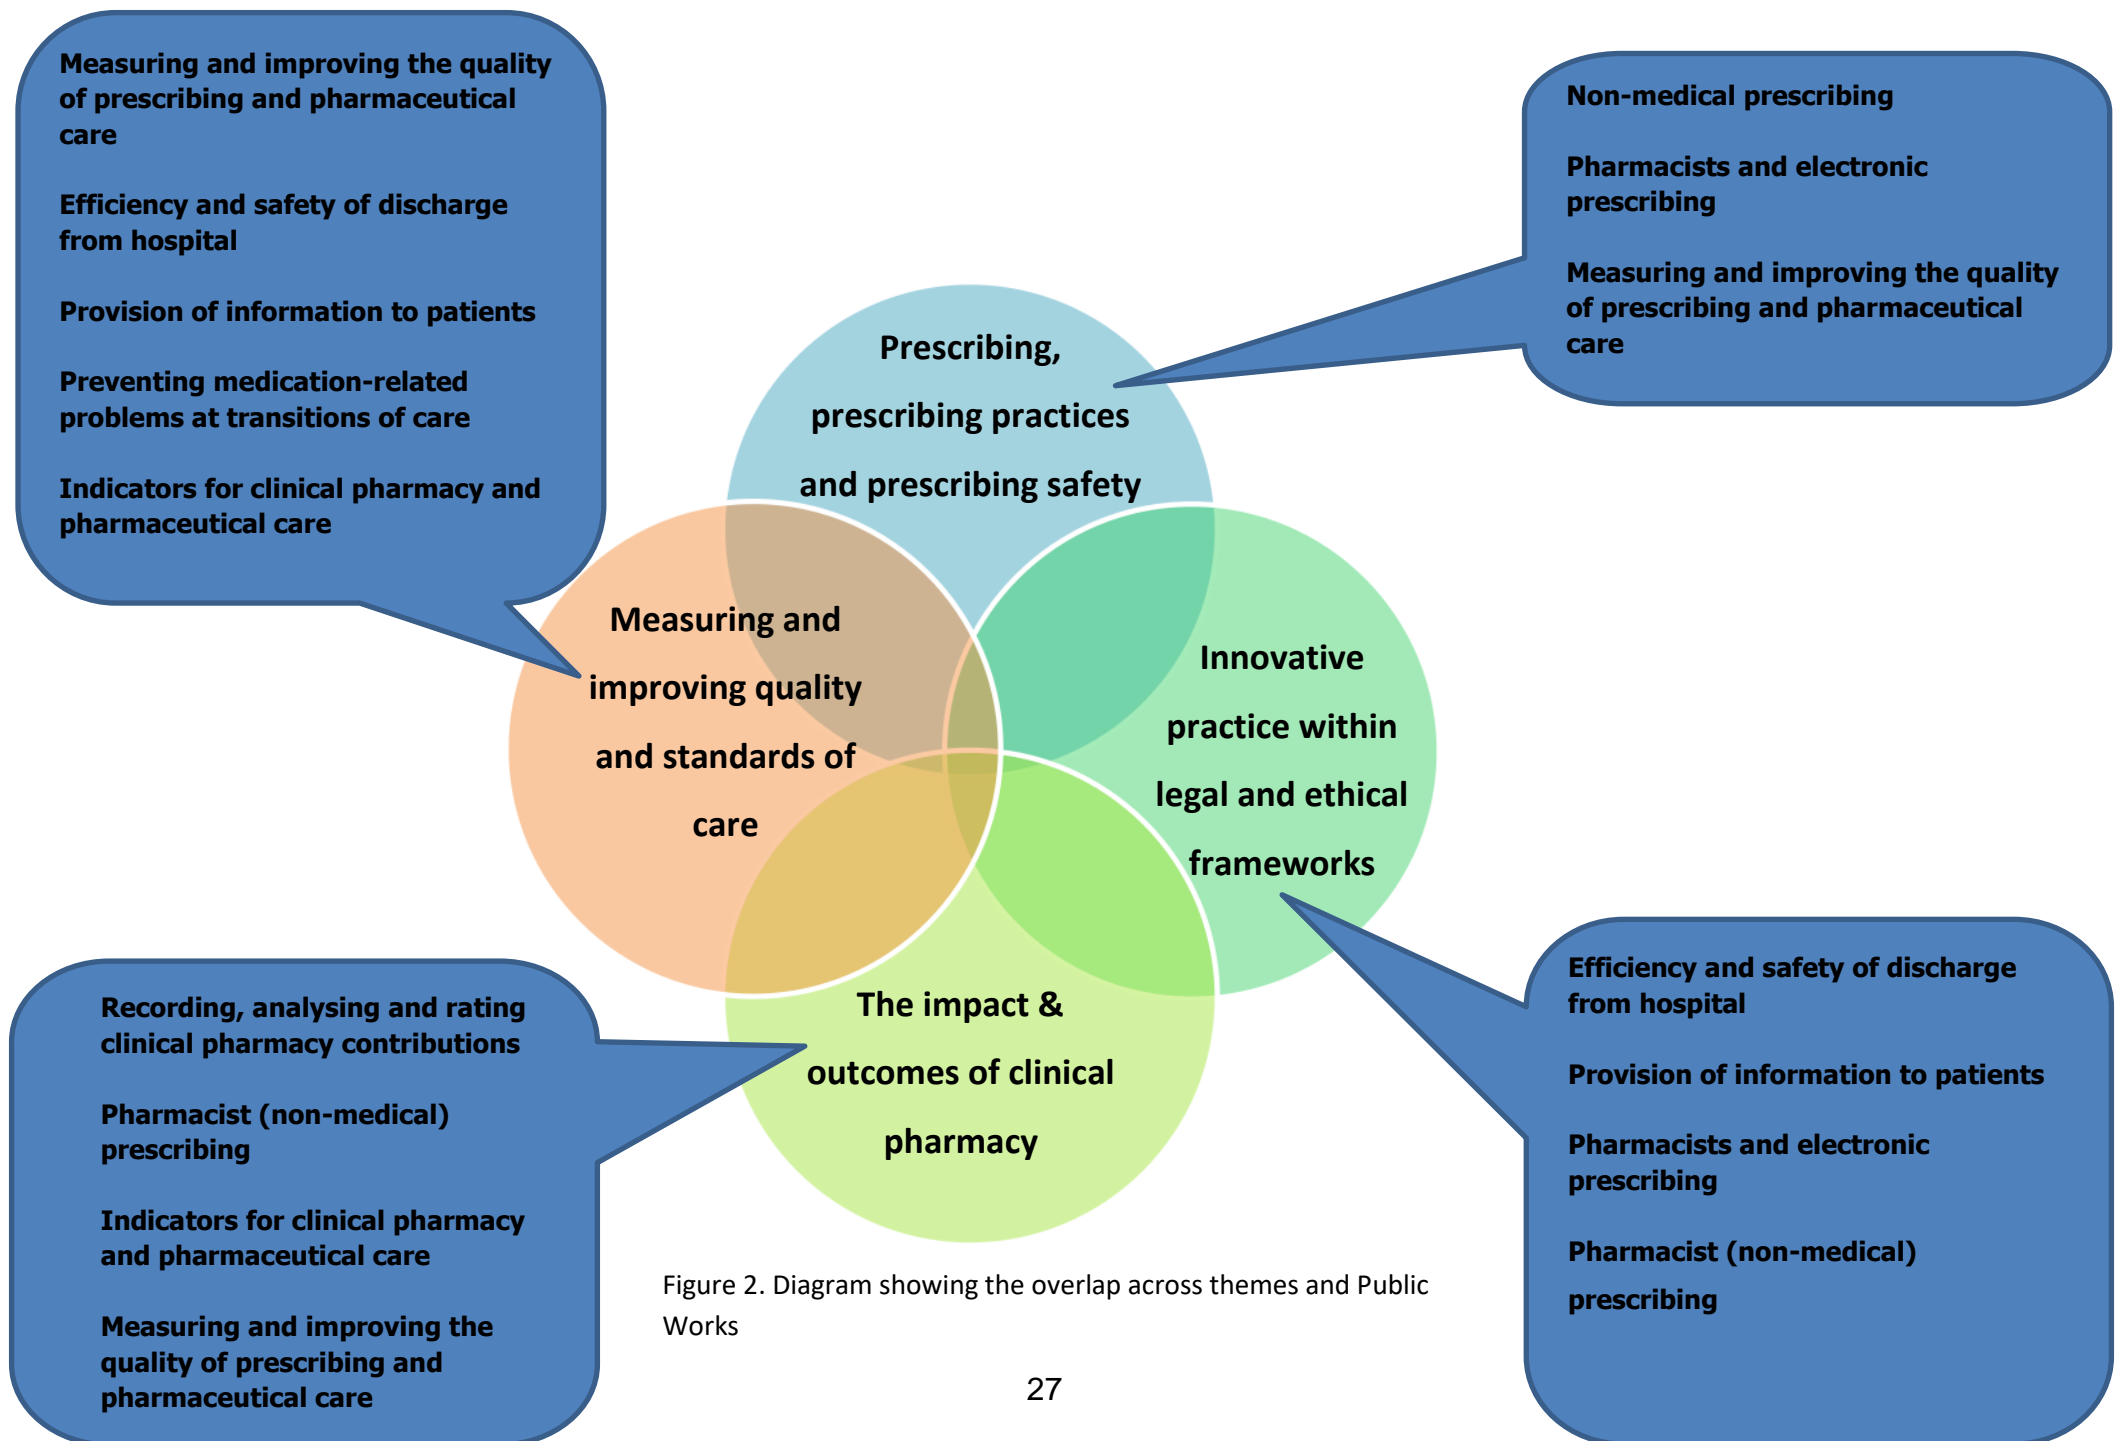 Measuring and improving the quality
of prescribing and pharmaceutical
care
Efficiency and safety of discharge
from hospital
Provision of information to patients
Preventing medication-related
problems at transitions of care
Indicators for clinical pharmacy and
pharmaceutical care
Non-medical prescribing
Pharmacists and electronic
prescribing
Measuring and improving the quality
of prescribing and pharmaceutical
care
Prescribing,
prescribing practices
and prescribing safety
Measuring and
improving quality
and standards of
care
Innovative
practice within
legal and ethical
frameworks
The impact &
outcomes of clinical
pharmacy
Recording, analysing and rating
clinical pharmacy contributions
Pharmacist (non-medical)
prescribing
Indicators for clinical pharmacy
and pharmaceutical care
Measuring and improving the
quality of prescribing and
pharmaceutical care
Efficiency and safety of discharge
from hospital
Provision of information to patients
Pharmacists and electronic
prescribing
Pharmacist (non-medical)
prescribing
Figure 2. Diagram showing the overlap across themes and Public
Works
27